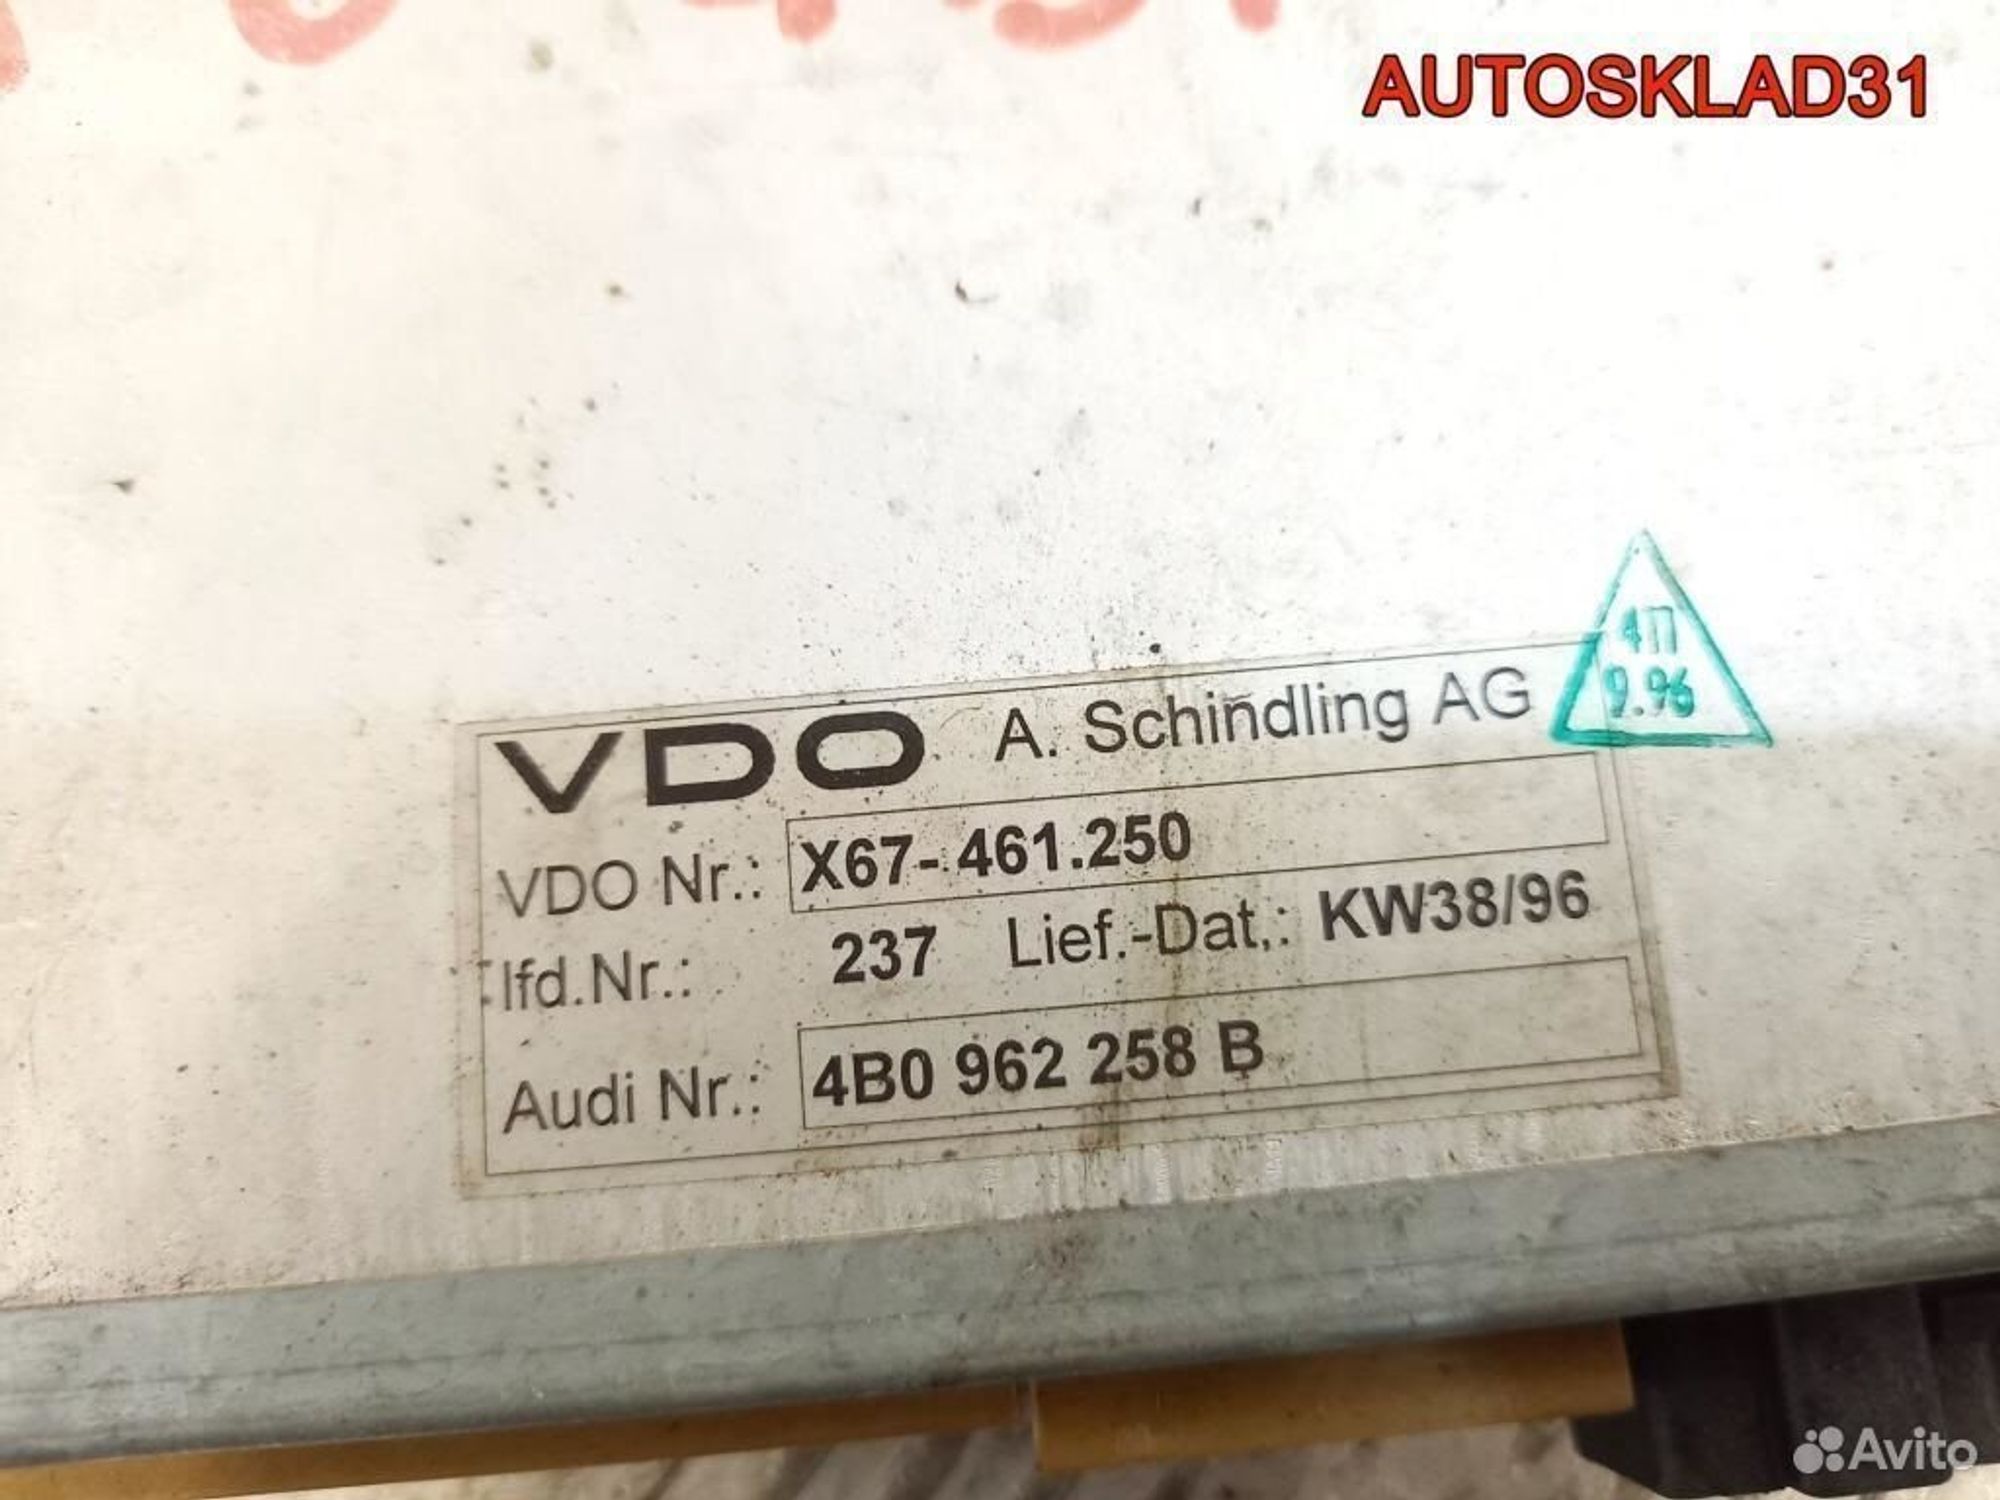 AUTOSKLAD31
9.96
VDO A. Schindling AG
VDO Nr.: X67-461.250
lfd.Nr.: 237 Lief.-Dat.: KW38/96
Audi Nr.: 4B0 962 258 B
Avito